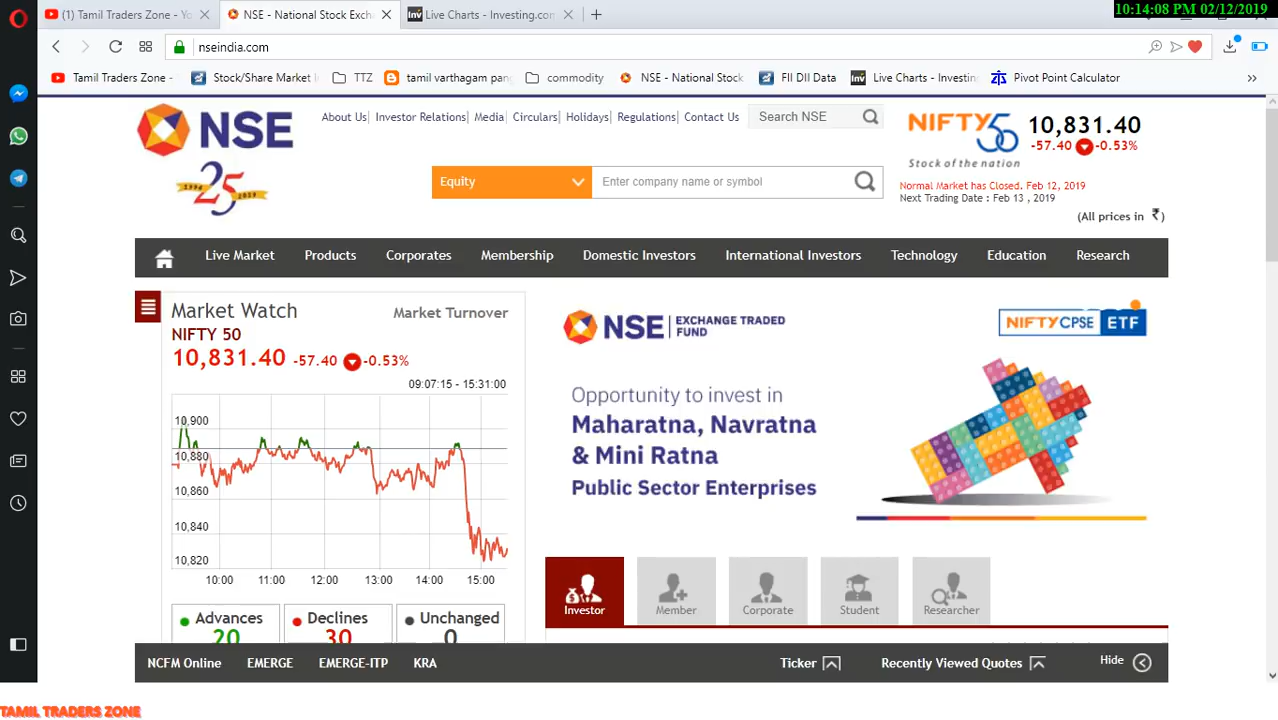 10:14:08 PM 02/12/2019
(1) Tamil Traders Zone - Yo
NSE - National Stock Exch
Live Charts - Investing.com
nseindia.com
Tamil Traders Zone -
Stock/Share Market
TTZ
tamil varthagam pan
commodity
NSE - National Stock
FII DII Data
Live Charts - Investin
Pivot Point Calculator
NSE
1994 25 2019
About Us
Investor Relations
Media
Circulars
Holidays
Regulations
Contact Us
Search NSE
NIFTY 50
Stock of the nation
10,831.40
-57.40 -0.53%
Equity
Enter company name or symbol
Normal Market has Closed. Feb 12, 2019
Next Trading Date : Feb 13 , 2019
(All prices in ₹)
Live Market
Products
Corporates
Membership
Domestic Investors
International Investors
Technology
Education
Research
Market Watch
Market Turnover
NIFTY 50
10,831.40 -57.40 -0.53%
09:07:15 - 15:31:00
10,900
10,880
10,860
10,840
10,820
10:00 11:00 12:00 13:00 14:00 15:00
Advances
20
Declines
30
Unchanged
0
NSE EXCHANGE TRADED FUND
NIFTY CPSE ETF
Opportunity to invest in
Maharatna, Navratna
& Mini Ratna
Public Sector Enterprises
Investor
Member
Corporate
Student
Researcher
NCFM Online
EMERGE
EMERGE-ITP
KRA
Ticker
Recently Viewed Quotes
Hide
TAMIL TRADERS ZONE